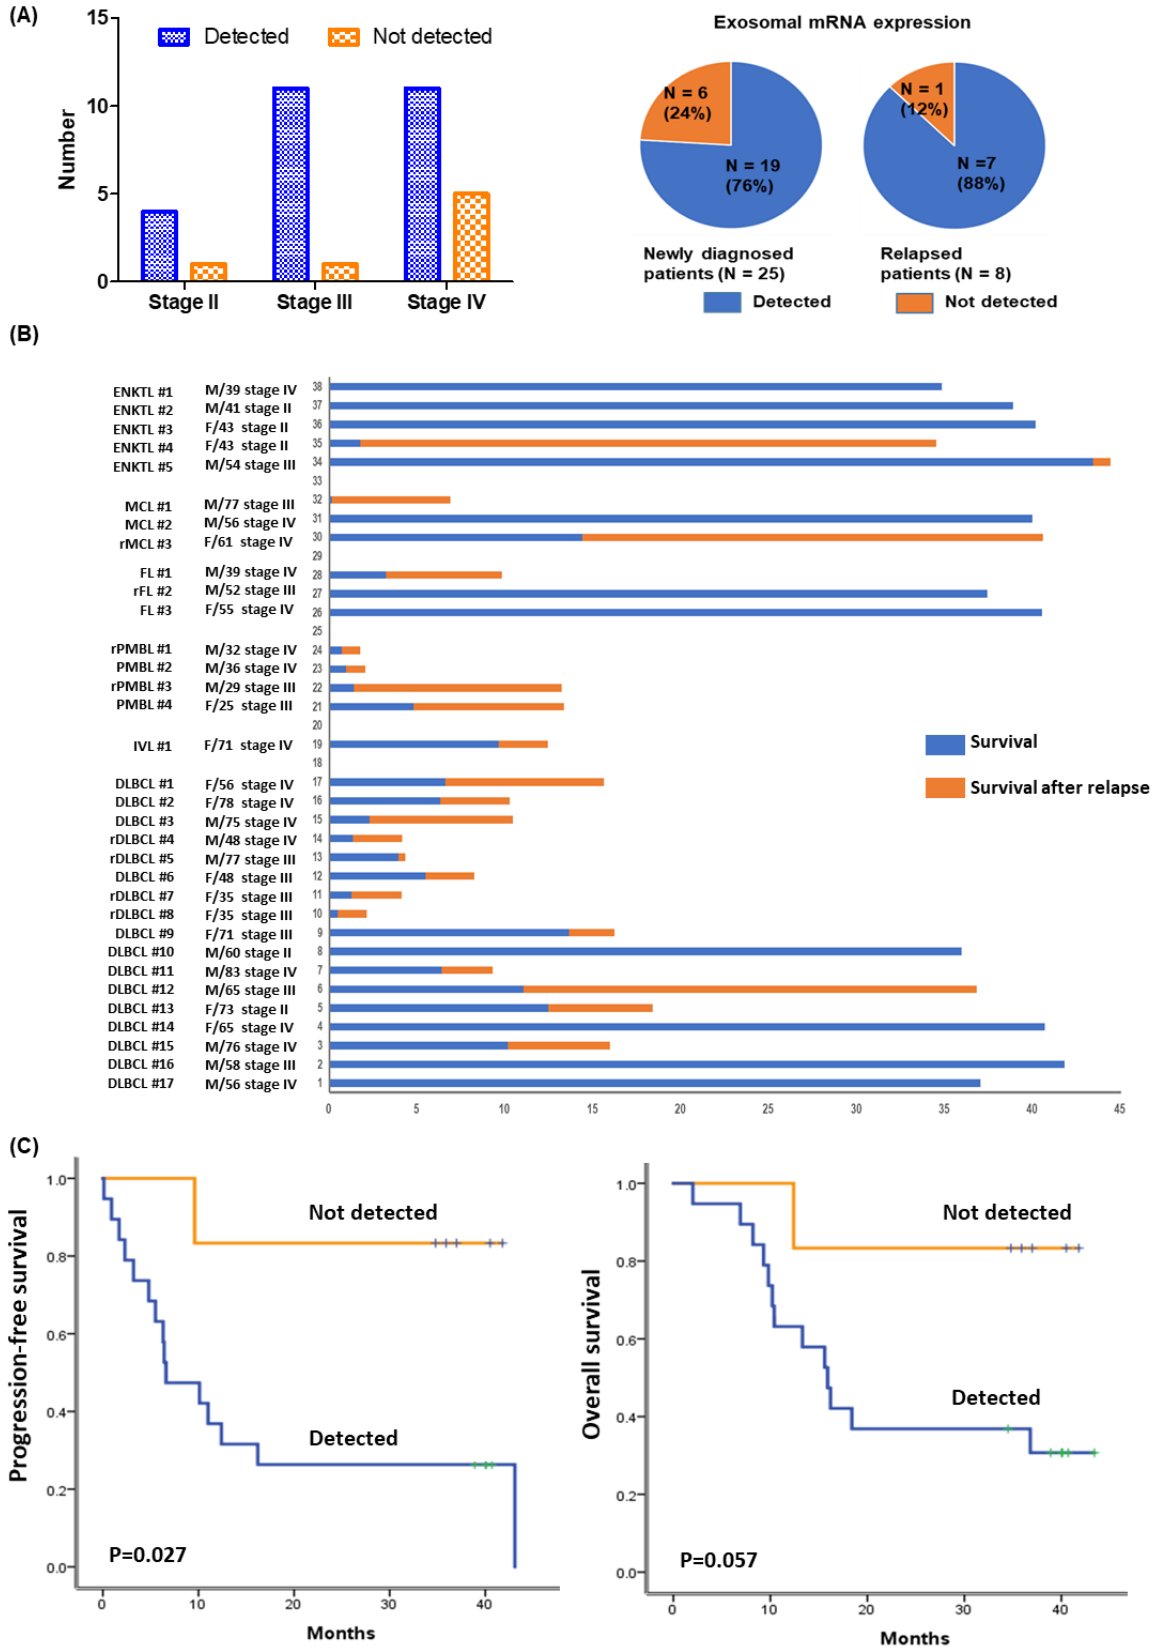 (A)
15
10
5
0
Number
Detected
Not detected
Stage II
Stage III
Stage IV
Exosomal mRNA expression
N = 6
(24%)
N = 19
(76%)
N = 1
(12%)
N =7
(88%)
Newly diagnosed
patients (N = 25)
Relapsed
patients (N = 8)
Detected
Not detected
(B)
ENKTL #1 M/39 stage IV 38
ENKTL #2 M/41 stage II 37
ENKTL #3 F/43 stage II 36
ENKTL #4 F/43 stage II 35
ENKTL #5 M/54 stage III 34
33
MCL #1 M/77 stage III 32
MCL #2 M/56 stage IV 31
rMCL #3 F/61 stage IV 30
29
FL #1 M/39 stage IV 28
rFL #2 M/52 stage III 27
FL #3 F/55 stage IV 26
25
rPMBL #1 M/32 stage IV 24
PMBL #2 M/36 stage IV 23
rPMBL #3 M/29 stage III 22
PMBL #4 F/25 stage III 21
20
IVL #1 F/71 stage IV 19
18
DLBCL #1 F/56 stage IV 17
DLBCL #2 F/78 stage IV 16
DLBCL #3 M/75 stage IV 15
rDLBCL #4 M/48 stage IV 14
rDLBCL #5 M/77 stage III 13
DLBCL #6 F/48 stage III 12
rDLBCL #7 F/35 stage III 11
rDLBCL #8 F/35 stage III 10
DLBCL #9 F/71 stage III 9
DLBCL #10 M/60 stage II 8
DLBCL #11 M/83 stage IV 7
DLBCL #12 M/65 stage III 6
DLBCL #13 F/73 stage II 5
DLBCL #14 F/65 stage IV 4
DLBCL #15 M/76 stage IV 3
DLBCL #16 M/58 stage III 2
DLBCL #17 M/56 stage IV 1
0 5 10 15 20 25 30 35 40 45
Survival
Survival after relapse
(C)
Progression-free survival
1.0
0.8
0.6
0.4
0.2
0.0
Not detected
Detected
P=0.027
0 10 20 30 40
Months
Overall survival
1.0
0.8
0.6
0.4
0.2
0.0
Not detected
Detected
P=0.057
0 10 20 30 40
Months